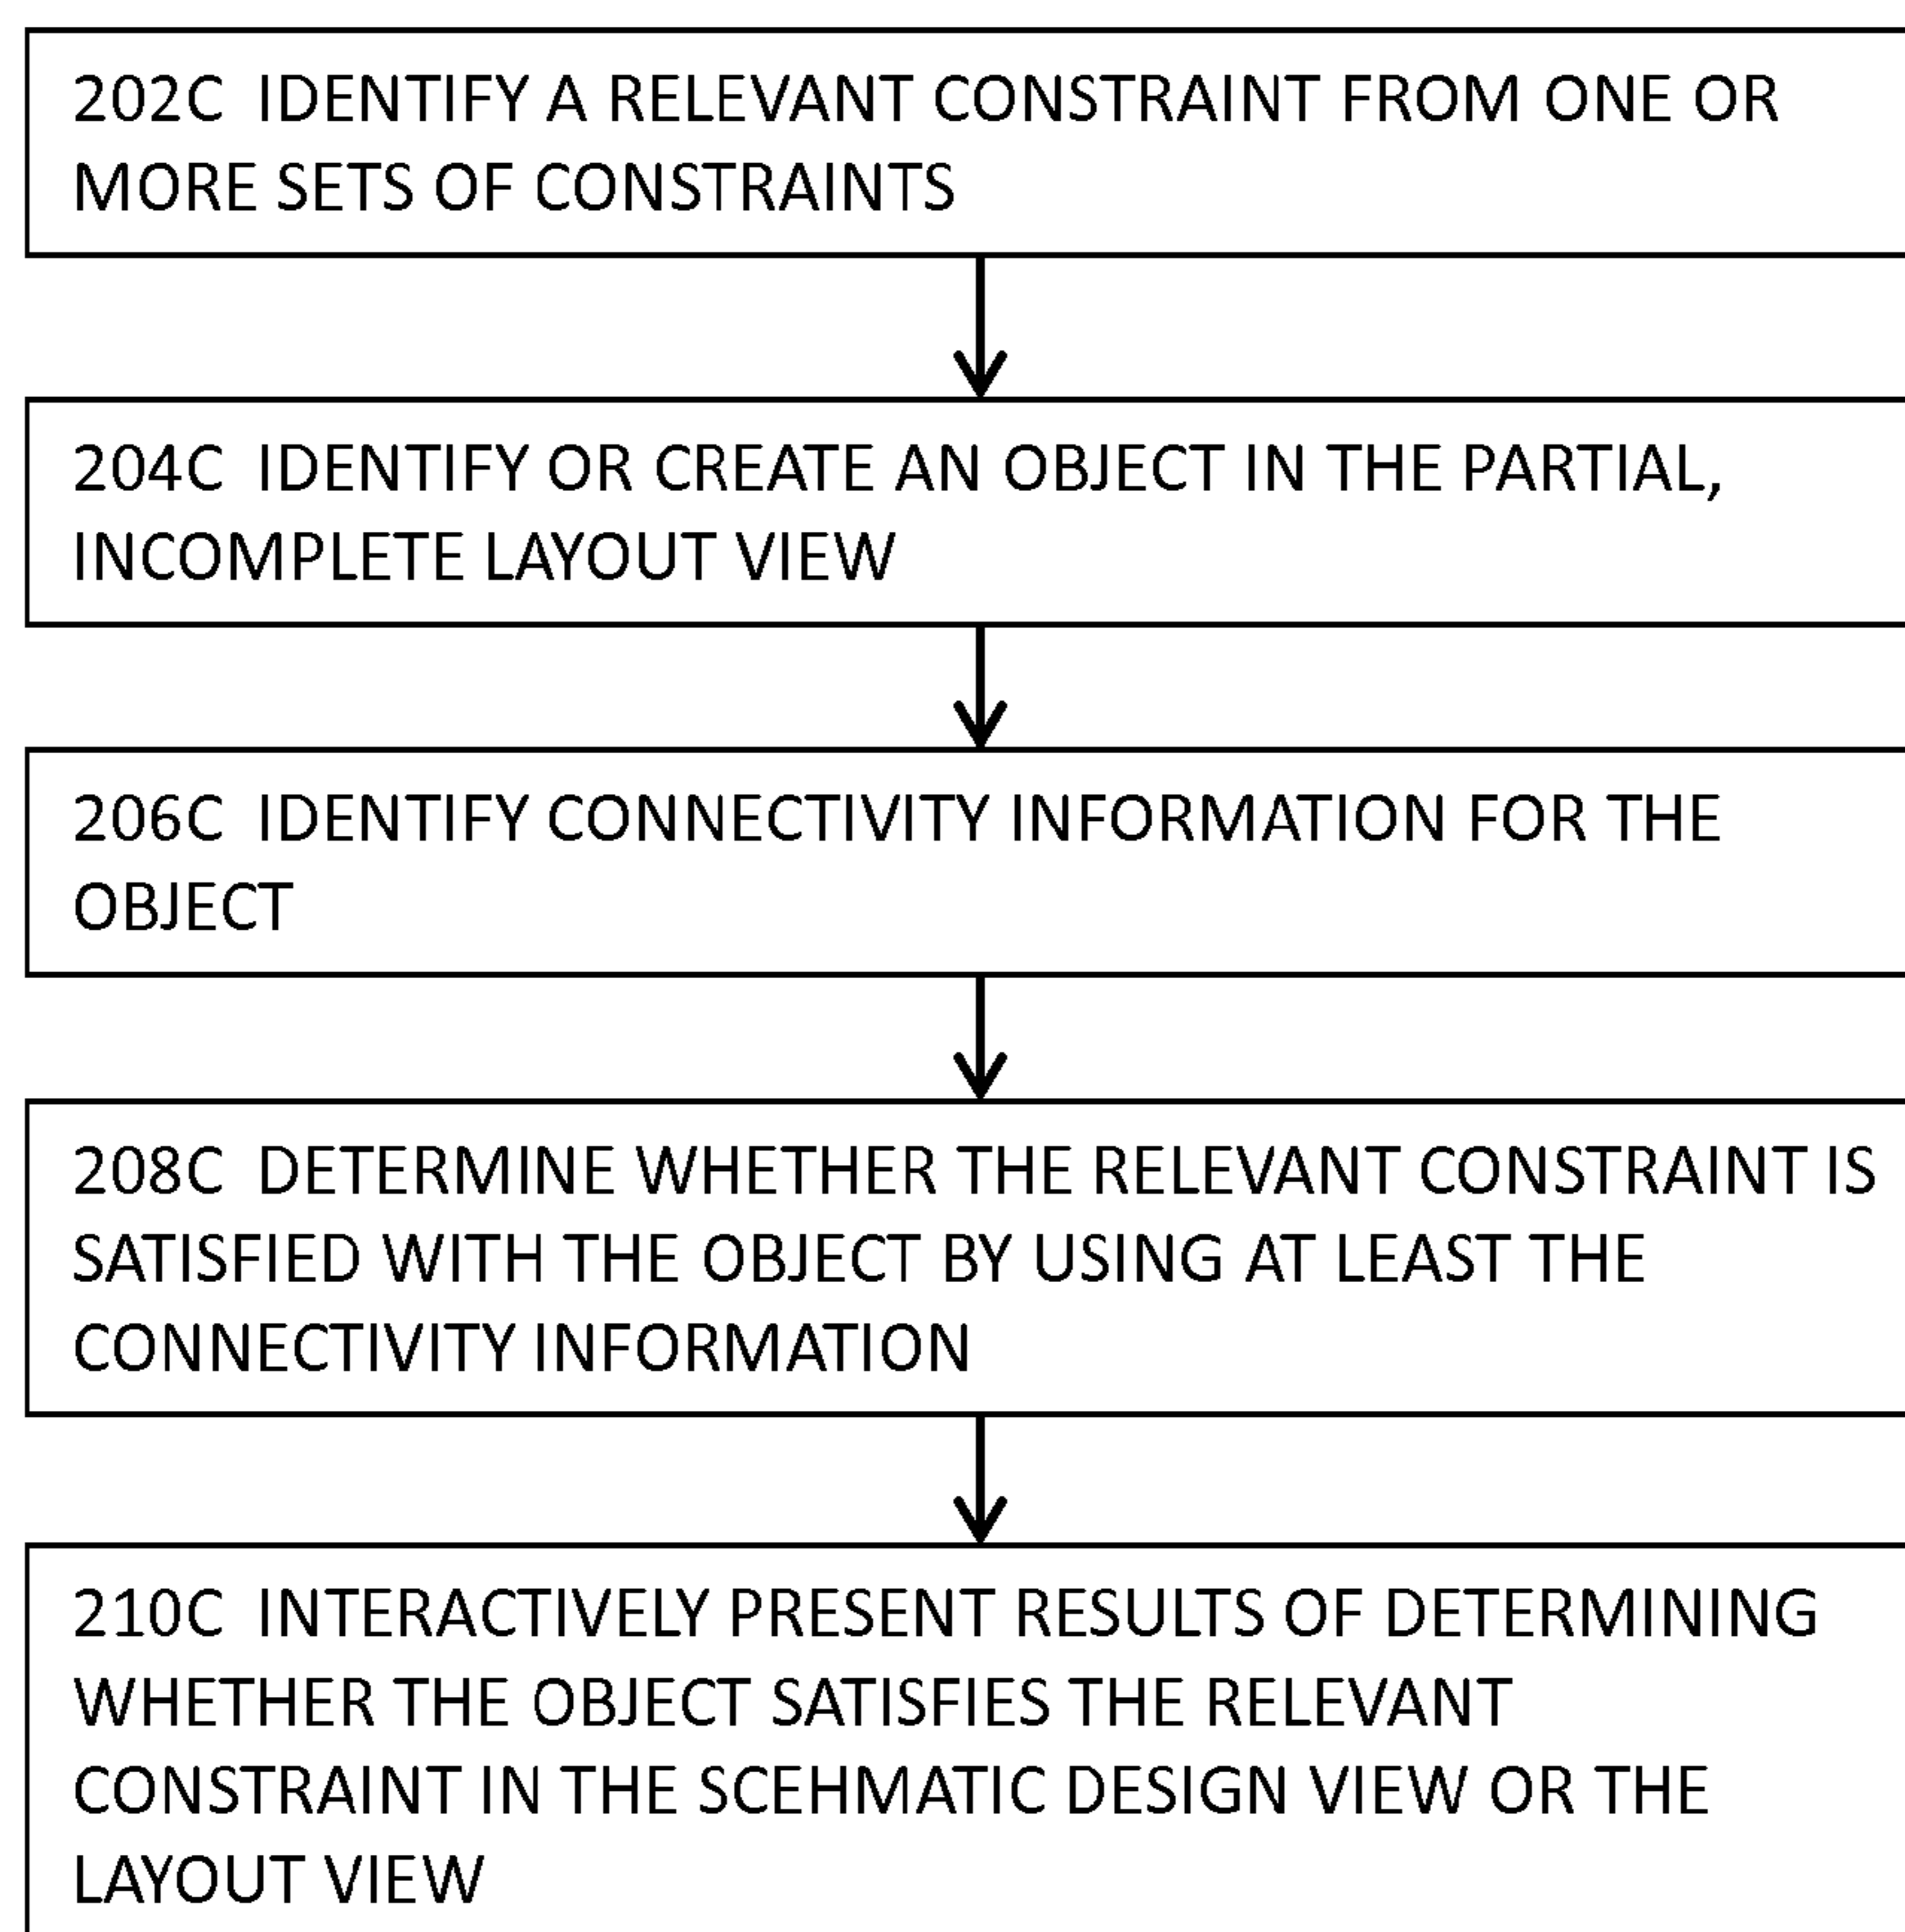 202C IDENTIFY A RELEVANT CONSTRAINT FROM ONE OR
MORE SETS OF CONSTRAINTS
204C IDENTIFY OR CREATE AN OBJECT IN THE PARTIAL,
INCOMPLETE LAYOUT VIEW
206C IDENTIFY CONNECTIVITY INFORMATION FOR THE
OBJECT
208C DETERMINE WHETHER THE RELEVANT CONSTRAINT IS
SATISFIED WITH THE OBJECT BY USING AT LEAST THE
CONNECTIVITY INFORMATION
210C INTERACTIVELY PRESENT RESULTS OF DETERMINING
WHETHER THE OBJECT SATISFIES THE RELEVANT
CONSTRAINT IN THE SCEHMATIC DESIGN VIEW OR THE
LAYOUT VIEW